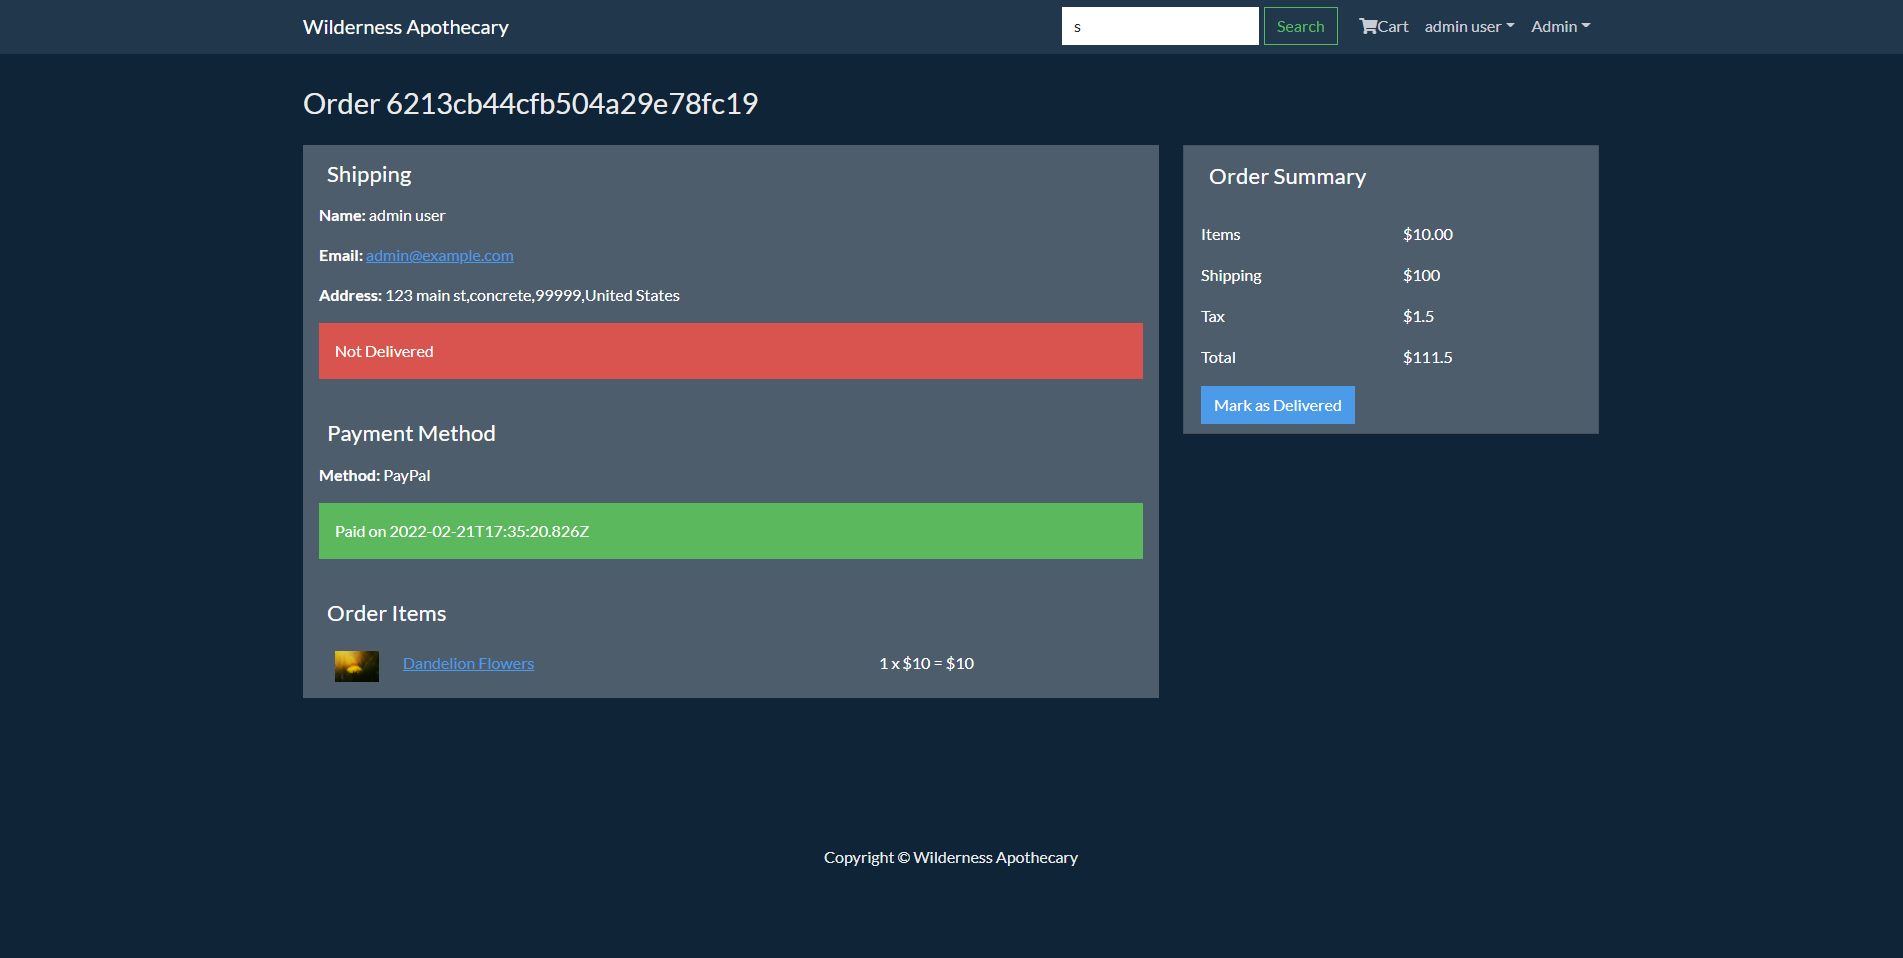 Wilderness Apothecary
s
Search
Cart
admin user
Admin
Order 6213cb44cfb504a29e78fc19
Shipping
Name: admin user
Email: admin@example.com
Address: 123 main st,concrete,99999,United States
Not Delivered
Payment Method
Method: PayPal
Paid on 2022-02-21T17:35:20.826Z
Order Items
Dandelion Flowers 1 x $10 = $10
Order Summary
Items $10.00
Shipping $100
Tax $1.5
Total $111.5
Mark as Delivered
Copyright © Wilderness Apothecary